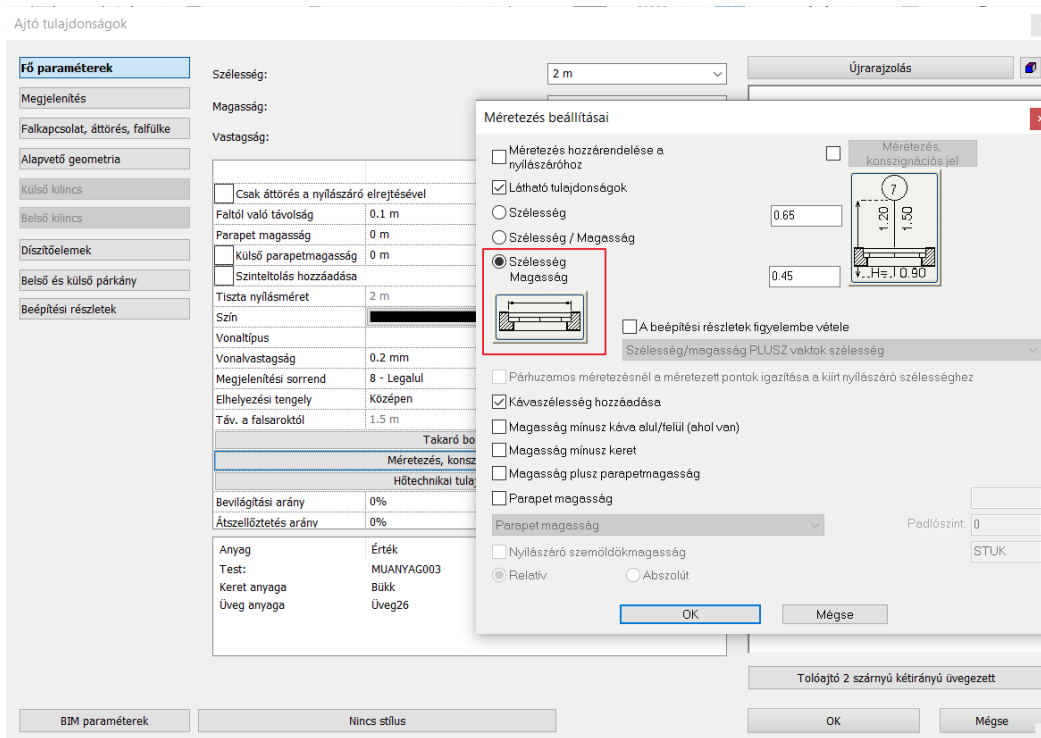 Ajtó tulajdonságok
Fő paraméterek
Megjelenítés
Falkapcsolat, áttörés, falfülke
Alapvető geometria
Külső kilincs
Belső kilincs
Díszítőelemek
Belső és külső párkány
Beépítési részletek
Szélesség:
2 m
Magasság:
Vastagság:
Újrarajzolás
Csak áttörés a nyílászáró elrejtésével
Faltól való távolság
0.1 m
Parapet magasság
0 m
Külső parapetmagasság
0 m
Szinteltolás hozzáadása
Tiszta nyílásméret
2 m
Szín
Vonaltípus
Vonalvastagság
0.2 mm
Megjelenítési sorrend
8 - Legalul
Elhelyezési tengely
Középen
Táv. a falsaroktól
1.5 m
Takaró bo
Méretezés, konsz
Hőtechnikai tula
Bevilágítási arány
0%
Átszellőztetés arány
0%
Anyag
Érték
Test:
MUANYAG003
Keret anyaga
Bükk
Üveg anyaga
Üveg26
Méretezés beállításai
Méretezés hozzárendelése a
nyílászáróhoz
Látható tulajdonságok
Szélesség
Szélesség / Magasság
Szélesség
Magasság
Méretezés,
konszignációs jel
0.65
0.45
7
1.20
1.50
H= 0.90
A beépítési részletek figyelembe vétele
Szélesség/magasság PLUSZ vaktok szélesség
Párhuzamos méretezésnél a méretezett pontok igazítása a kiírt nyílászáró szélességhez
Kávaszélesség hozzáadása
Magasság mínusz káva alul/felül (ahol van)
Magasság mínusz keret
Magasság plusz parapetmagasság
Parapet magasság
Parapet magasság
Padlószint
0
Nyílászáró szemöldökmagasság
STUK
Relatív
Abszolút
OK
Mégse
Tolóajtó 2 szárnyú kétirányú üvegezett
BIM paraméterek
Nincs stílus
OK
Mégse